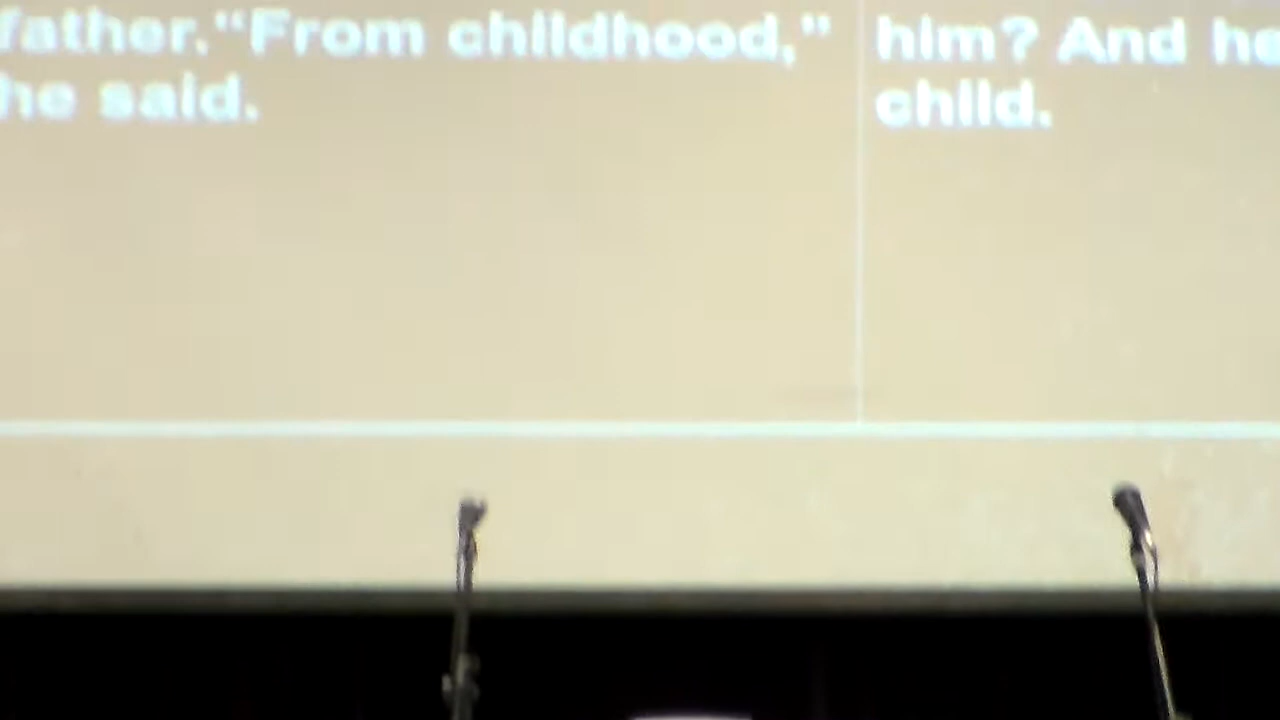 father.“From childhood,”
he said.
him? And he
child.